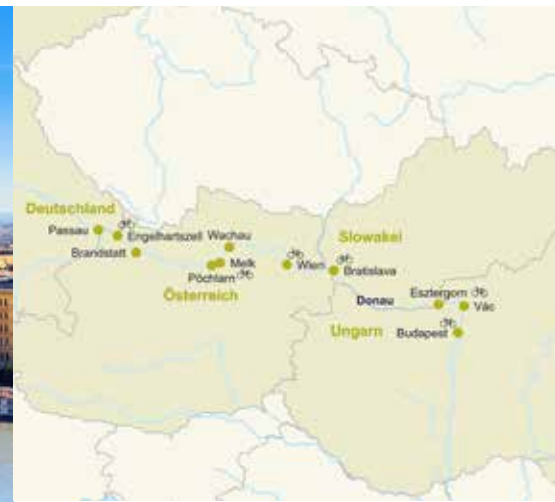 Deutschland
Passau
Engelhartszell
Brandstatt
Wachau
Melk
Pöchlarn
Österreich
Wien
Slowakei
Bratislava
Donau
Esztergom
Vác
Ungarn
Budapest